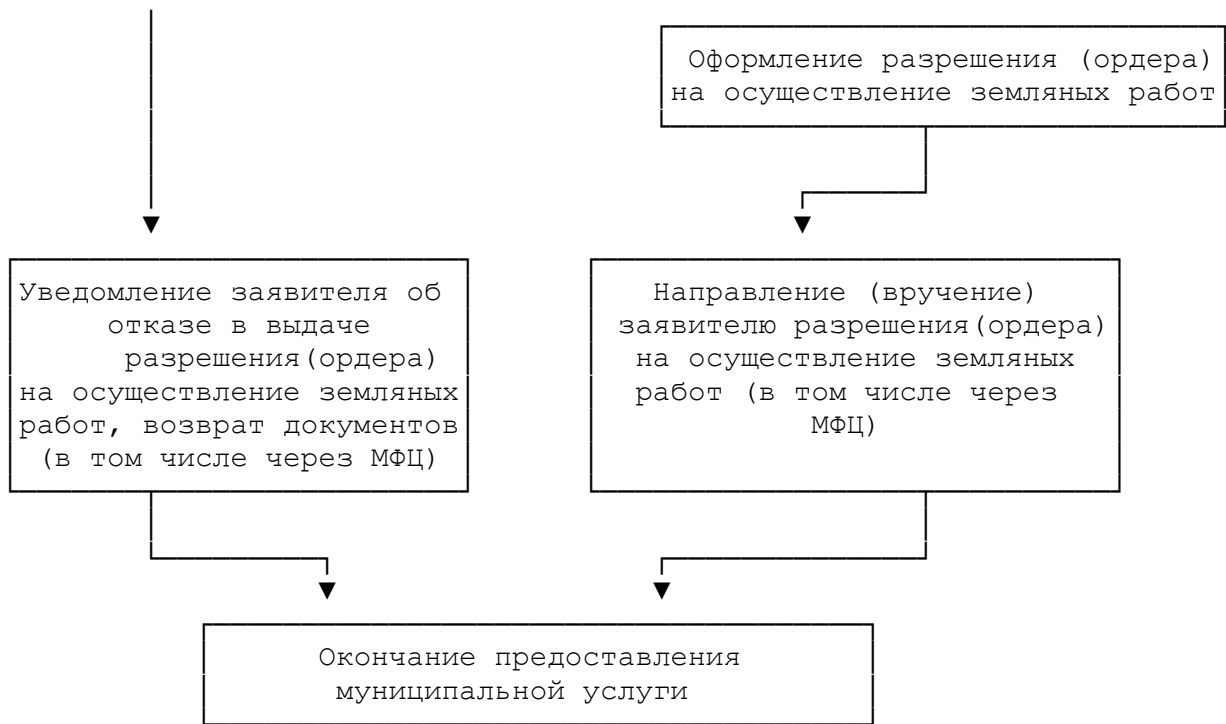 Оформление разрешения (ордера)
на осуществление земляных работ
Уведомление заявителя об
отказе в выдаче
разрешения(ордера)
на осуществление земляных
работ, возврат документов
(в том числе через МФЦ)
Направление (вручение)
заявителю разрешения(ордера)
на осуществление земляных
работ (в том числе через
МФЦ)
Окончание предоставления
муниципальной услуги